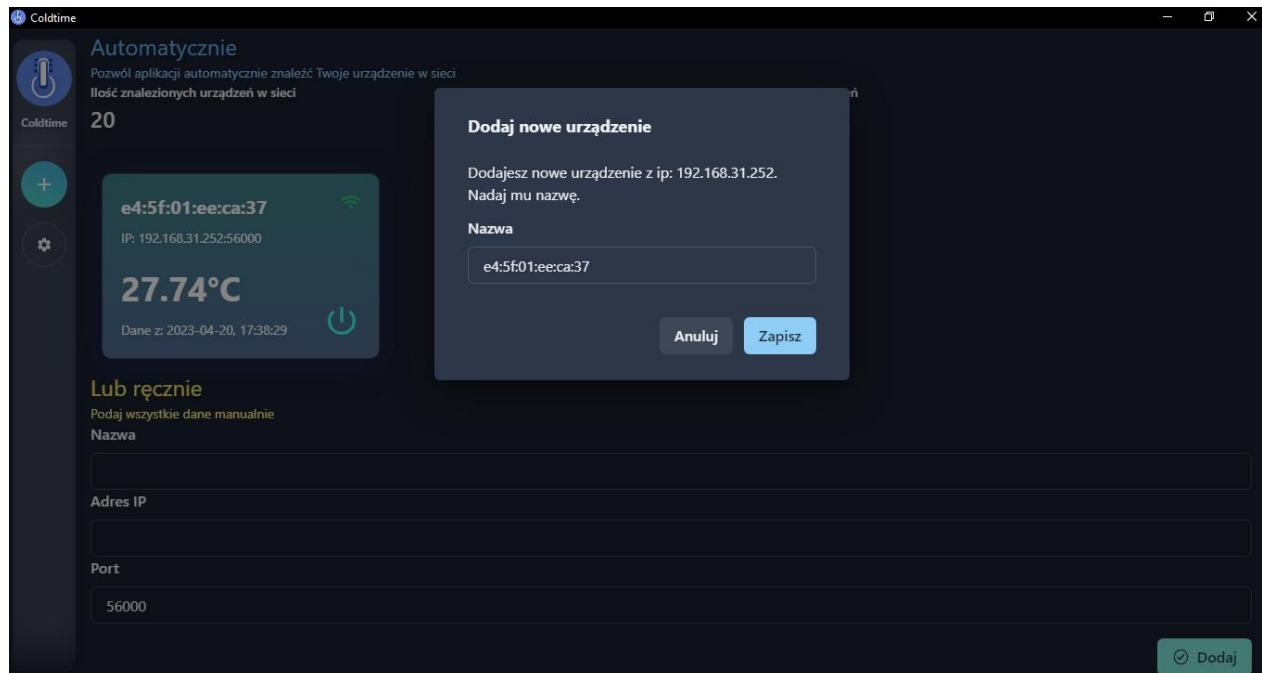 Coldtime
Automatycznie
Pozwól aplikacji automatycznie znaleźć Twoje urządzenie w sieci
Ilość znalezionych urządzeń w sieci
20
Coldtime
e4:5f:01:ee:ca:37
IP: 192.168.31.252:56000
27.74°C
Dane z: 2023-04-20, 17:38:29
Dodaj nowe urządzenie
Dodajesz nowe urządzenie z ip: 192.168.31.252.
Nadaj mu nazwę.
Nazwa
e4:5f:01:ee:ca:37
Anuluj
Zapisz
Lub ręcznie
Podaj wszystkie dane manualnie
Nazwa
Adres IP
Port
56000
Dodaj